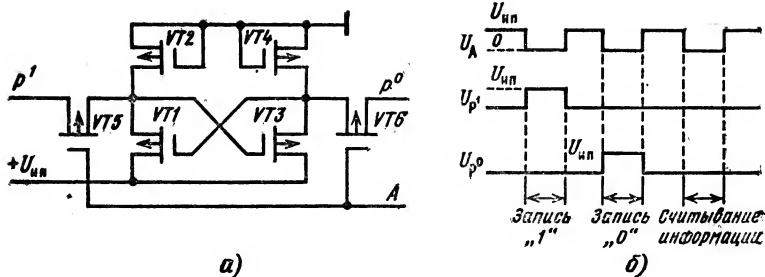 VT2
VT4
p¹
p⁰
VT5
VT1
VT3
VT6
+Uип
A
а)
Uип
UA
0
Uип
Up¹
Uип
Up⁰
Запись „1“
Запись „0“
Считывание информации
б)